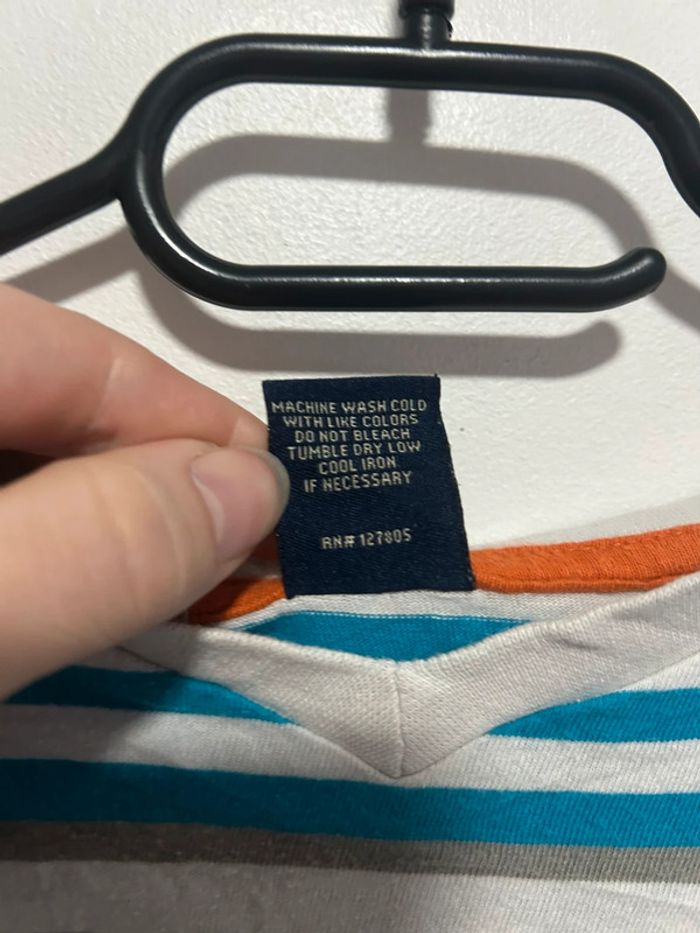 MACHINE WASH COLD
WITH LIKE COLORS
DO NOT BLEACH
TUMBLE DRY LOW
COOL IRON
IF NECESSARY
RN# 127805